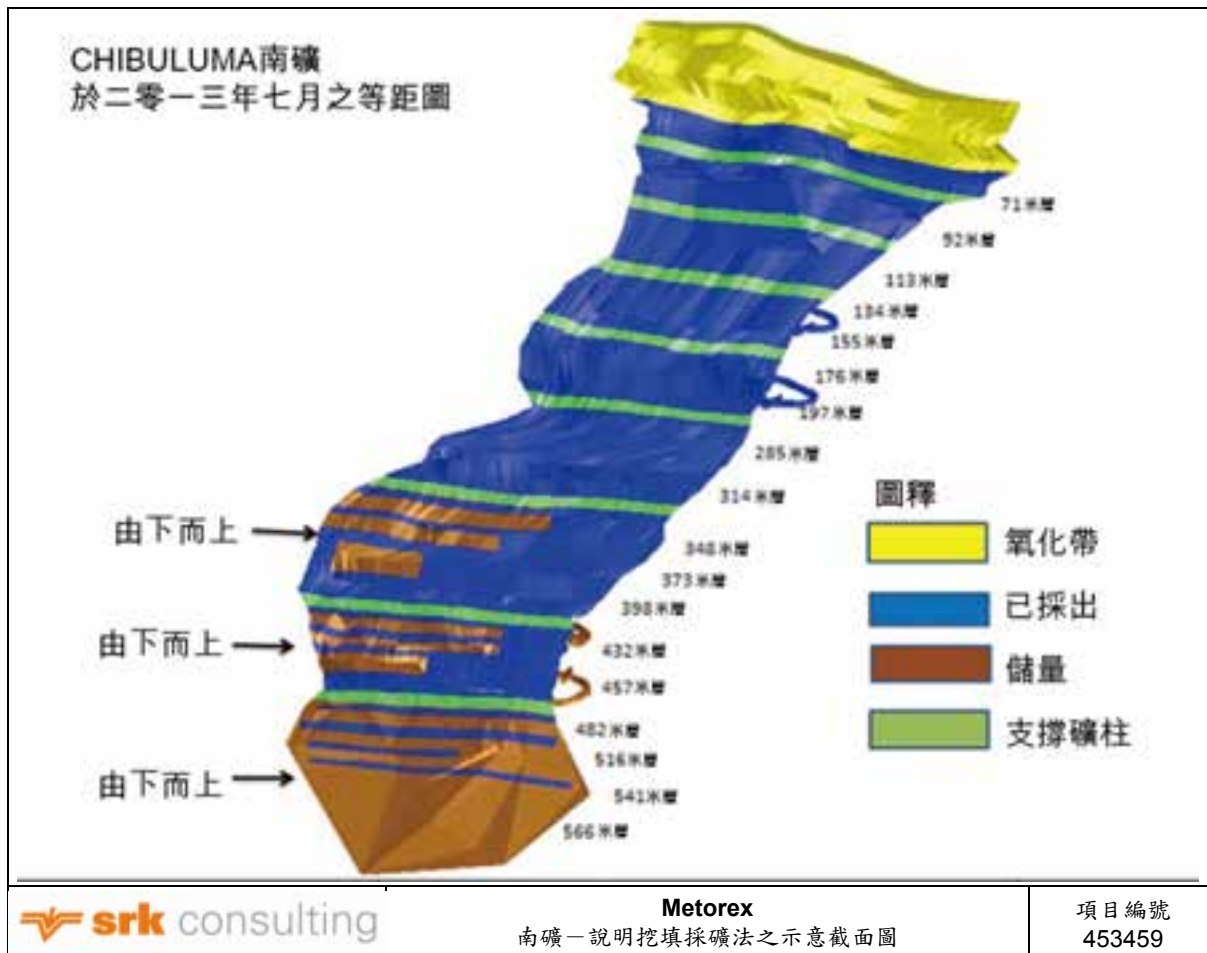 CHIBULUMA南礦
於二零一三年七月之等距圖
71米層
92米層
113米層
134米層
155米層
176米層
197米層
285米層
314米層
348米層
373米層
398米層
432米層
457米層
482米層
516米層
541米層
566米層
由下而上
由下而上
由下而上
圖釋
氧化帶
已採出
儲量
支撐礦柱
srk consulting
Metorex
南礦－說明挖填採礦法之示意截面圖
項目編號
453459